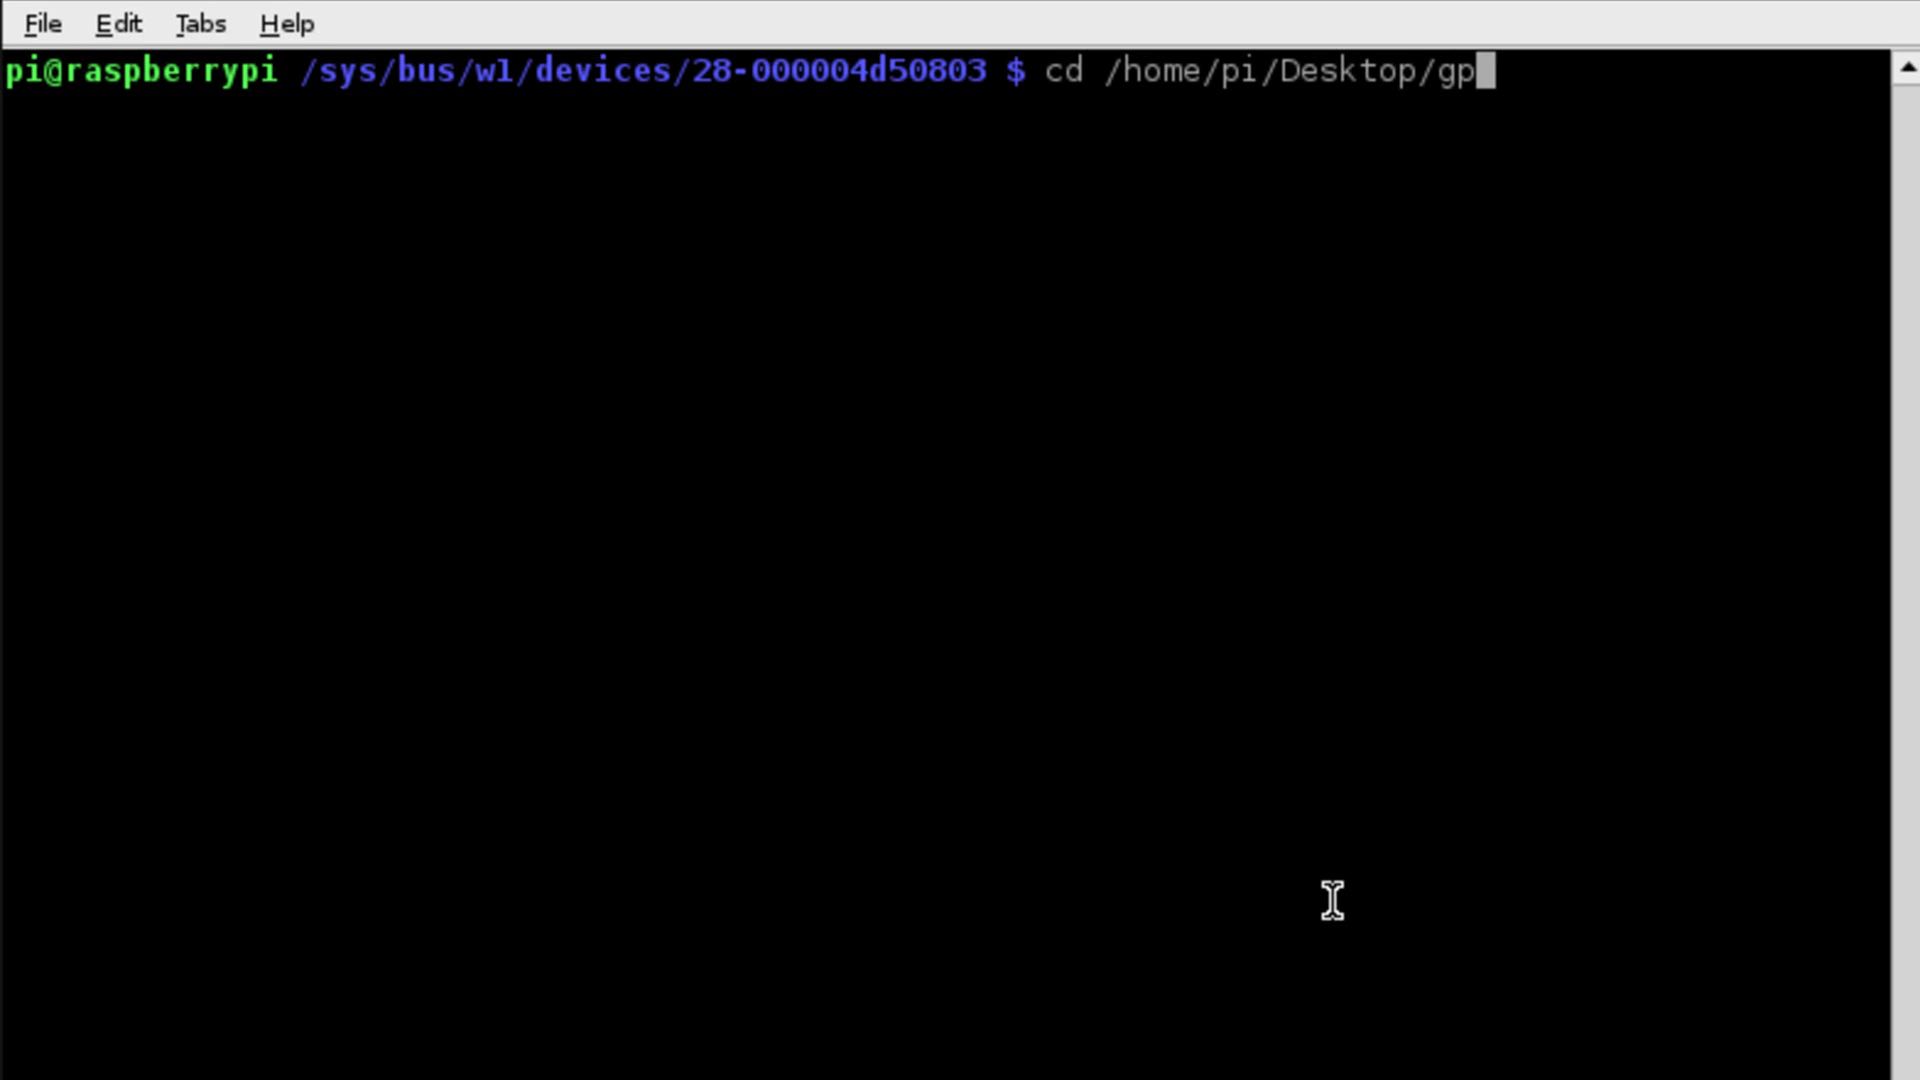 File Edit Tabs Help
pi@raspberrypi /sys/bus/w1/devices/28-000004d50803 $ cd /home/pi/Desktop/gp